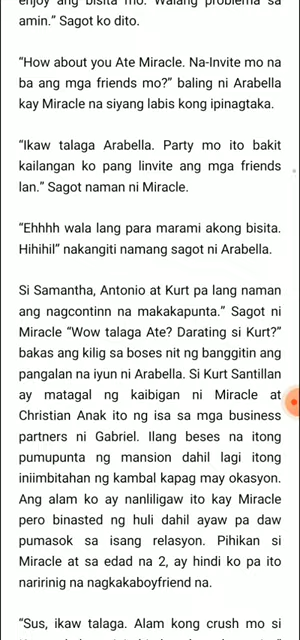 enjoy ang bisita mo. Walang problema sa
amin.” Sagot ko dito.
“How about you Ate Miracle. Na-Invite mo na
ba ang mga friends mo?” baling ni Arabella
kay Miracle na siyang labis kong ipinagtaka.
“Ikaw talaga Arabella. Party mo ito bakit
kailangan ko pang Iinvite ang mga friends
lan.” Sagot naman ni Miracle.
“Ehhhh wala lang para marami akong bisita.
Hihihil” nakangiti namang sagot ni Arabella.
Si Samantha, Antonio at Kurt pa lang naman
ang nagcontinn na makakapunta.” Sagot ni
Miracle “Wow talaga Ate? Darating si Kurt?”
bakas ang kilig sa boses nit ng banggitin ang
pangalan na iyun ni Arabella. Si Kurt Santillan
ay matagal ng kaibigan ni Miracle at
Christian Anak ito ng isa sa mga business
partners ni Gabriel. Ilang beses na itong
pumupunta ng mansion dahil lagi itong
iniimbitahan ng kambal kapag may okasyon.
Ang alam ko ay nanliligaw ito kay Miracle
pero binasted ng huli dahil ayaw pa daw
pumasok sa isang relasyon. Pihikan si
Miracle at sa edad na 2, ay hindi ko pa ito
naririnig na nagkakaboyfriend na.
“Sus, ikaw talaga. Alam kong crush mo si